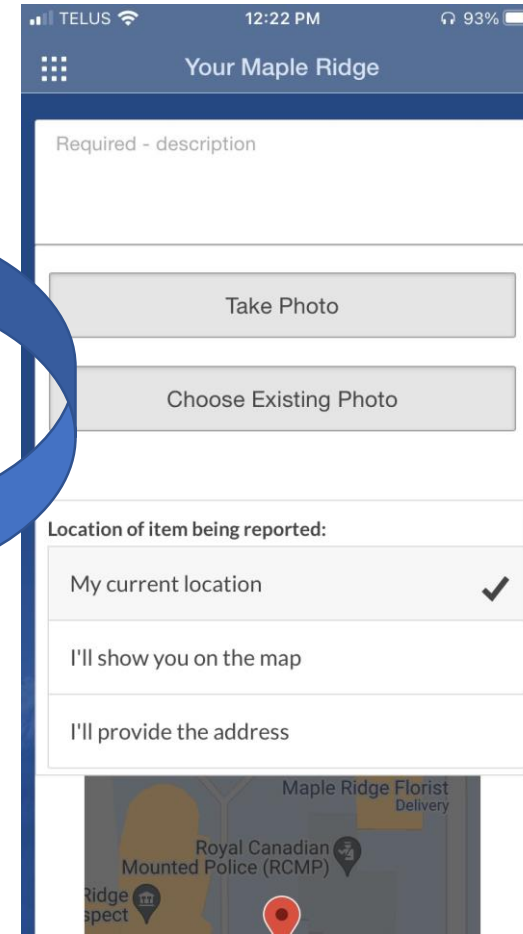 TELUS 12:22 PM 93%
Your Maple Ridge
Required - description
Take Photo
Choose Existing Photo
Location of item being reported:
My current location
I'll show you on the map
I'll provide the address
Maple Ridge Florist
Delivery
Royal Canadian
Mounted Police (RCMP)
Ridge
spect